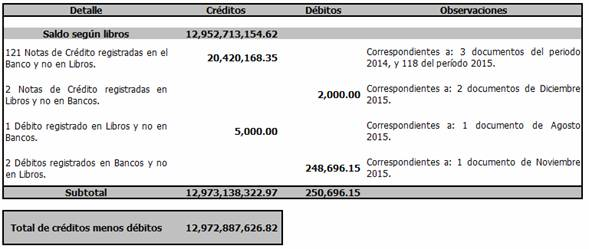 Detalle Créditos Débitos Observaciones
Saldo según libros 12,952,713,154.62
121 Notas de Crédito registradas en el
Banco y no en Libros.
20,420,168.35
Correspondientes a: 3 documentos del periodo
2014, y 118 del período 2015.
2 Notas de Crédito registradas en
Libros y no en Bancos.
2,000.00
Correspondientes a: 2 documentos de Diciembre
2015.
1 Débito registrado en Libros y no en
Bancos.
5,000.00
Correspondientes a: 1 documento de Agosto
2015.
2 Débitos registrados en Bancos y no
en Libros.
248,696.15
Correspondientes a: 1 documento de Noviembre
2015.
Subtotal 12,973,138,322.97 250,696.15
Total de créditos menos débitos 12,972,887,626.82